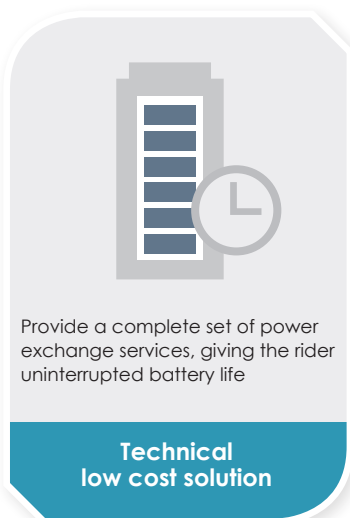 Provide a complete set of power
exchange services, giving the rider
uninterrupted battery life
Technical
low cost solution